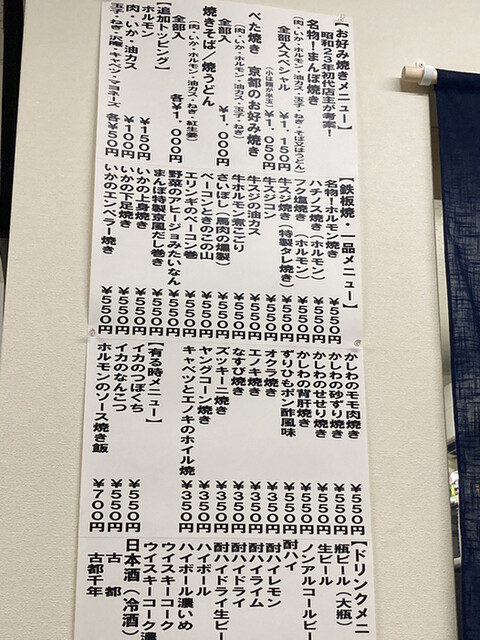 【お好み焼きメニュー】
昭和23年初代店主が考案！
名物！まんぼ焼き
全部入スペシャル ￥1，150円
（肉・いか・ホルモン・油カス・玉子・ねぎ・そば又はうどん）
（小は麺が半玉） ￥1，050円
べた焼き 京都のお好み焼き
（肉・いか・ホルモン・油カス・玉子・ねぎ）
全部入 ￥1，000円
焼きそば／焼うどん
（肉・いか・ホルモン・油カス・ねぎ・紅生姜）
全部入 各￥1，000円
【追加トッピング】
ホルモン ￥150円
肉・いか・油カス ￥100円
玉子・ねぎ・沢庵・キャベツ・マヨネーズ 各￥50円
【鉄板焼・一品メニュー】
名物！ホルモン焼き ￥550円
ハチノス焼き（ホルモン） ￥550円
フク塩焼き（ホルモン） ￥550円
牛スジ焼き（特製タレ焼き） ￥550円
牛スジコン ￥550円
牛スジの油カス ￥550円
牛ホルモン煮こごり ￥550円
さいぼし（馬肉の燻製） ￥550円
ベーコンときのこの山 ￥550円
エリンギのベーコン巻 ￥550円
野菜のアヒージョみたいなん ￥550円
まんぼ特製京風だし巻き ￥550円
いかの上身焼き ￥550円
いかの下足焼き ￥550円
いかのエンペラー焼き ￥550円
かしわのモモ肉焼き ￥550円
かしわの砂ずり焼き ￥550円
かしわのせせり焼き ￥550円
かしわの背肝焼き ￥550円
ずりひもポン酢風味 ￥550円
オクラ焼き ￥350円
エノキ焼き ￥350円
なすび焼き ￥350円
ズッキーニ焼き ￥350円
ヤングコーン焼き ￥350円
キャベツとエノキのホイル焼 ￥350円
【有る時メニュー】
イカのつぼくち ￥550円
イカのなんこつ ￥550円
ホルモンのソース焼き飯 ￥700円
【ドリンクメニ
瓶ビール（大瓶）
生ビール
ノンアルコールビー
酎ハイ
酎ハイレモン
酎ハイライム
酎ハイドライ
酎ハイドライ生ビー
ハイボール
ハイボール濃いめ
ウイスキーコーク
ウイスキーコーク濃
日本酒（冷酒）
古都
古都千年